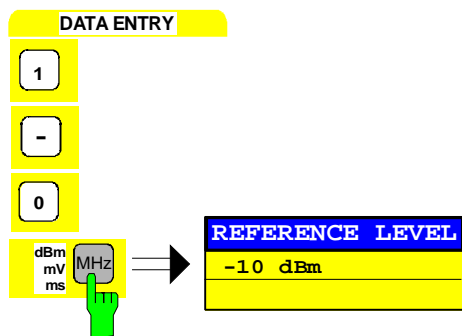 DATA ENTRY
1
-
0
dBm
mV
ms
MHz
REFERENCE LEVEL
-10 dBm